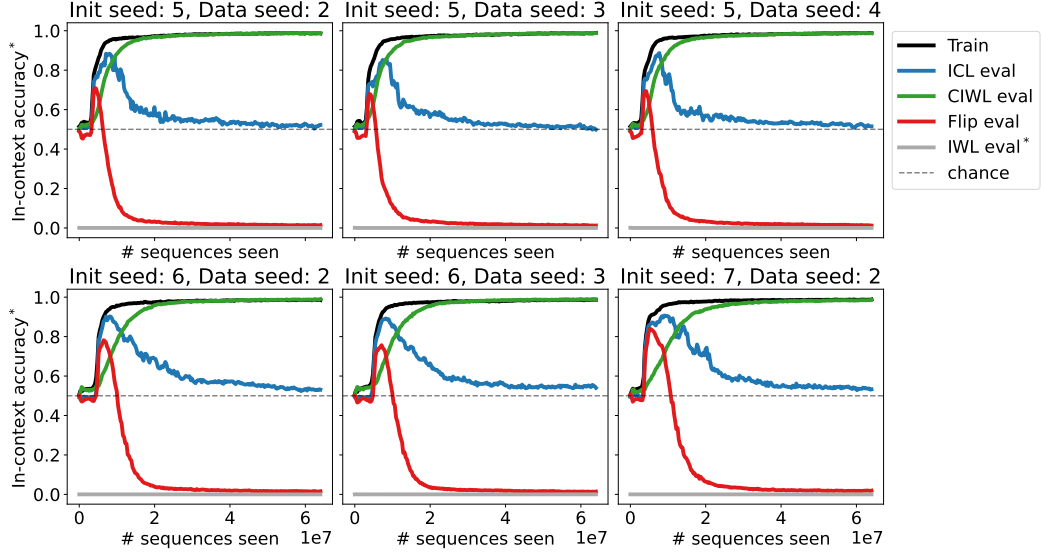 Init seed: 5, Data seed: 2
Init seed: 5, Data seed: 3
Init seed: 5, Data seed: 4
In-context accuracy*
1.0
0.8
0.6
0.4
0.2
0.0
# sequences seen
# sequences seen
# sequences seen
Train
ICL eval
CIWL eval
Flip eval
IWL eval*
chance
Init seed: 6, Data seed: 2
Init seed: 6, Data seed: 3
Init seed: 7, Data seed: 2
In-context accuracy*
1.0
0.8
0.6
0.4
0.2
0.0
0 2 4 6
0 2 4 6
0 2 4 6
# sequences seen 1e7
# sequences seen 1e7
# sequences seen 1e7